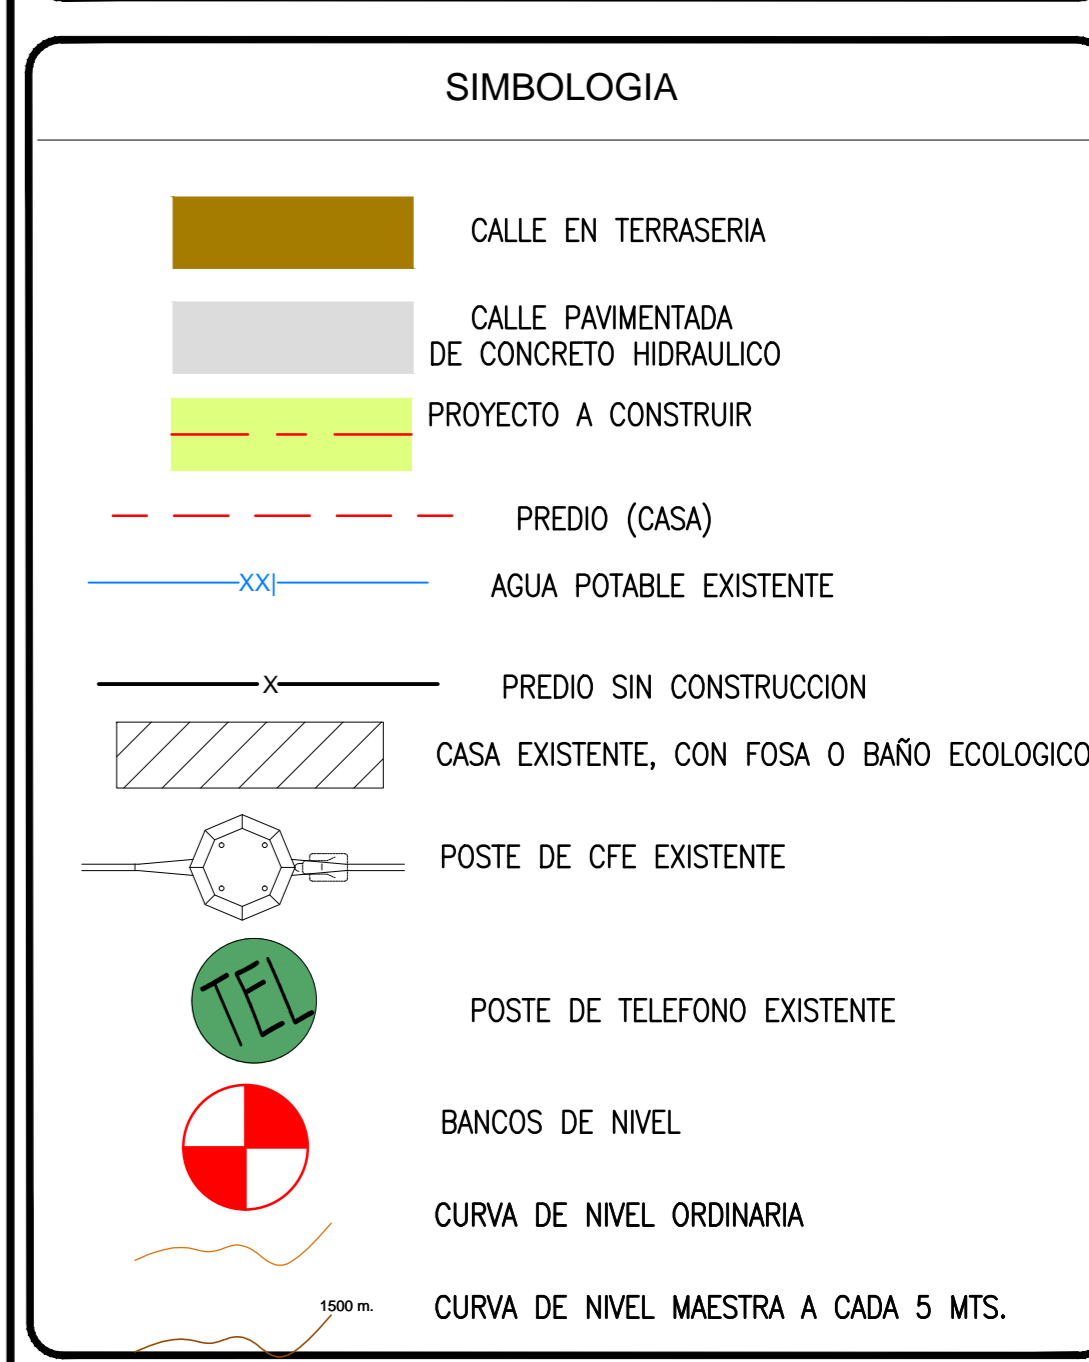 SIMBOLOGIA
CALLE EN TERRASERIA
CALLE PAVIMENTADA
DE CONCRETO HIDRAULICO
PROYECTO A CONSTRUIR
PREDIO (CASA)
XX|
AGUA POTABLE EXISTENTE
X
PREDIO SIN CONSTRUCCION
CASA EXISTENTE, CON FOSA O BAÑO ECOLOGICO
POSTE DE CFE EXISTENTE
TEL
POSTE DE TELEFONO EXISTENTE
BANCOS DE NIVEL
CURVA DE NIVEL ORDINARIA
1500 m.
CURVA DE NIVEL MAESTRA A CADA 5 MTS.